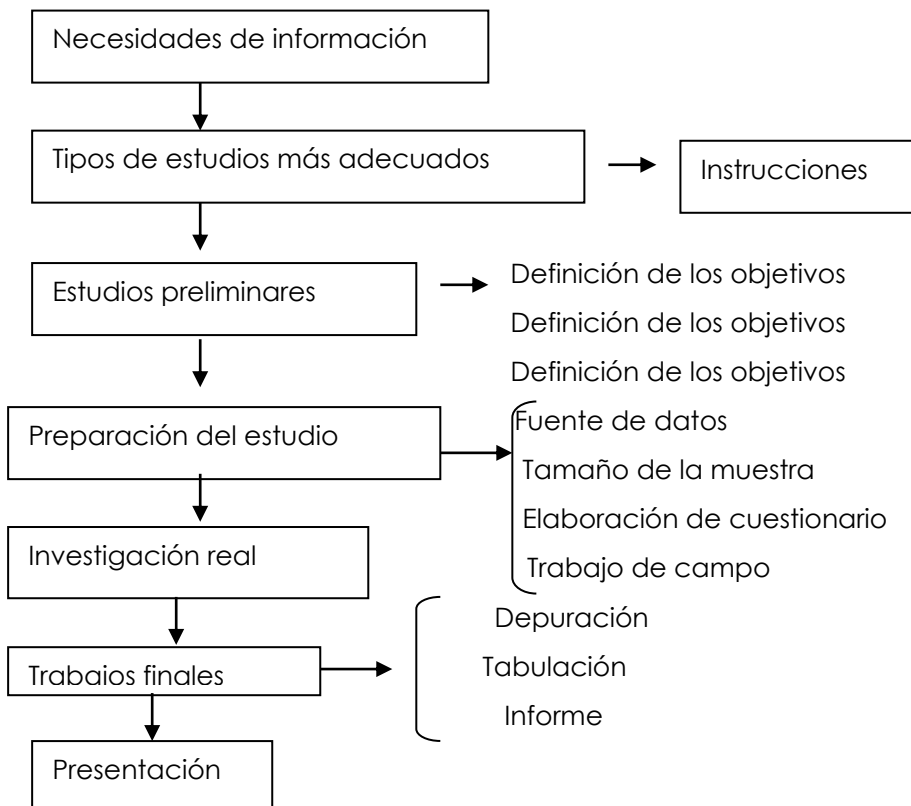 Necesidades de información
Tipos de estudios más adecuados
Instrucciones
Estudios preliminares
Definición de los objetivos
Definición de los objetivos
Definición de los objetivos
Preparación del estudio
Fuente de datos
Tamaño de la muestra
Elaboración de cuestionario
Trabajo de campo
Investigación real
Trabajos finales
Depuración
Tabulación
Informe
Presentación